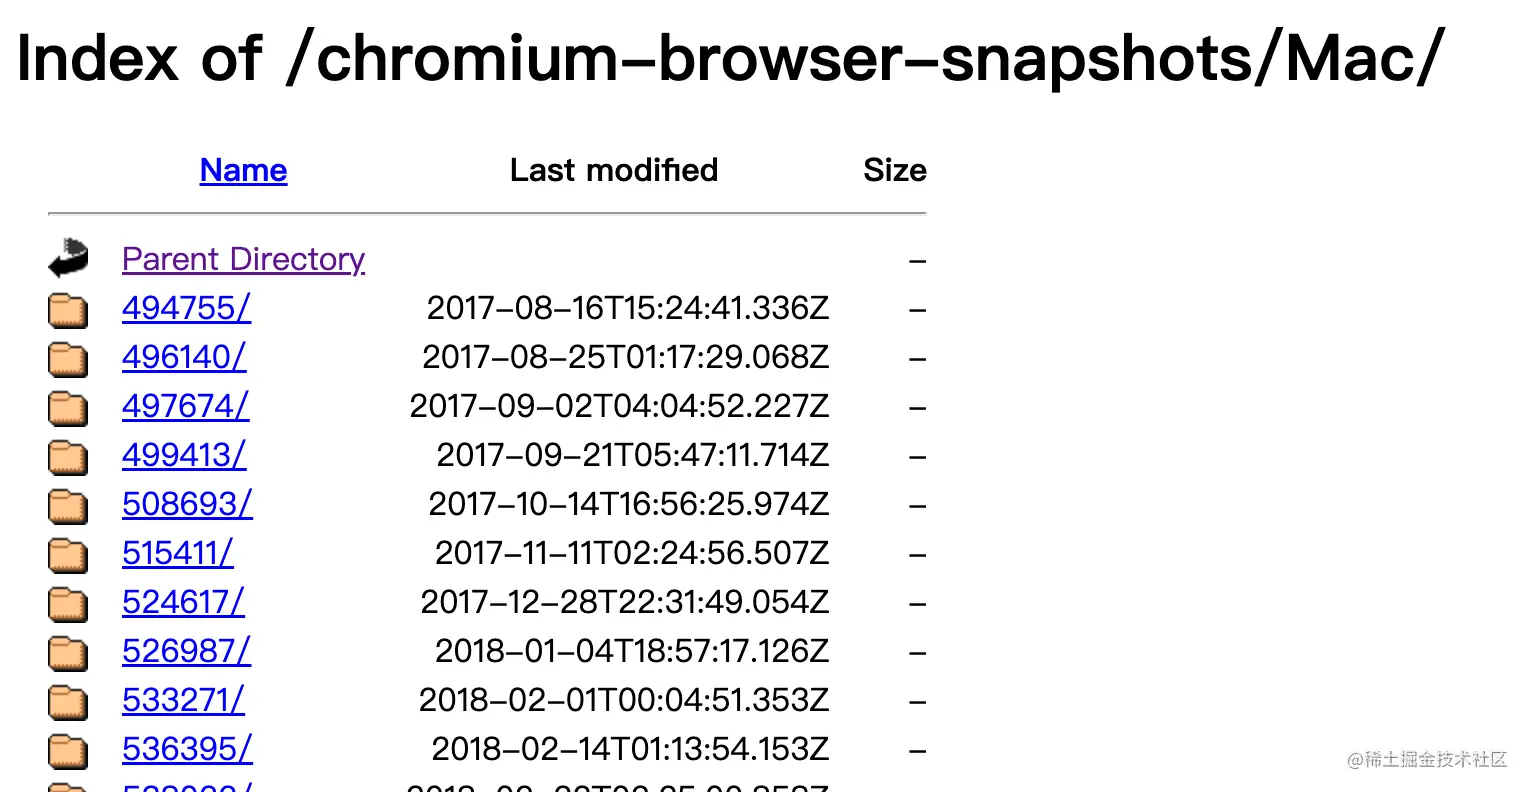 Index of /chromium-browser-snapshots/Mac/
Name Last modified Size
Parent Directory –
494755/ 2017-08-16T15:24:41.336Z –
496140/ 2017-08-25T01:17:29.068Z –
497674/ 2017-09-02T04:04:52.227Z –
499413/ 2017-09-21T05:47:11.714Z –
508693/ 2017-10-14T16:56:25.974Z –
515411/ 2017-11-11T02:24:56.507Z –
524617/ 2017-12-28T22:31:49.054Z –
526987/ 2018-01-04T18:57:17.126Z –
533271/ 2018-02-01T00:04:51.353Z –
536395/ 2018-02-14T01:13:54.153Z –
@稀土掘金技术社区